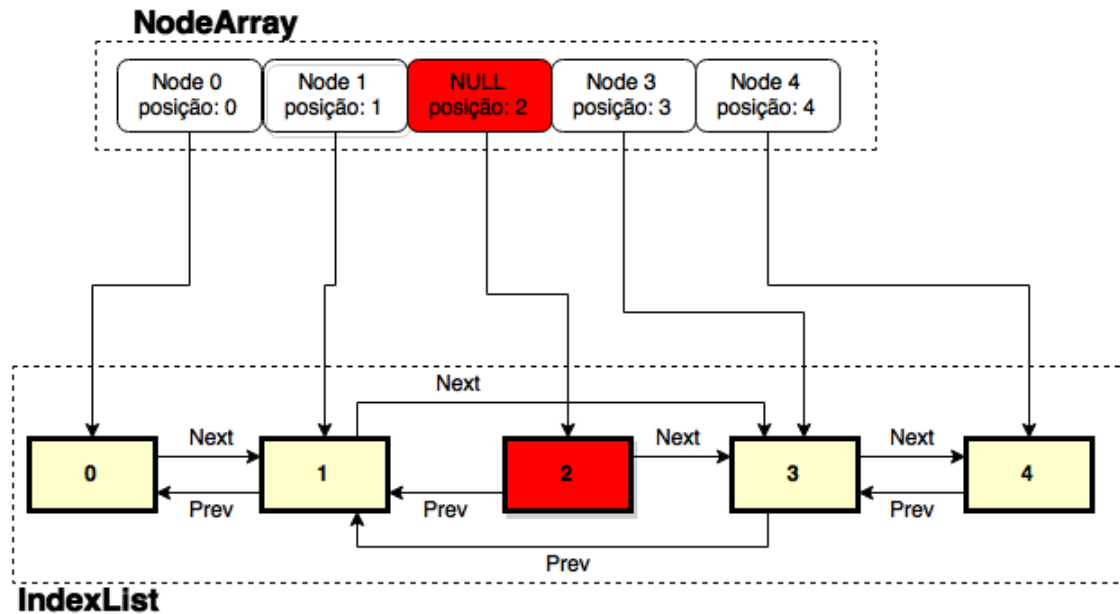 NodeArray
Node 0
posição: 0
Node 1
posição: 1
NULL
posição: 2
Node 3
posição: 3
Node 4
posição: 4
Next
0
Next
Prev
1
Prev
2
Next
3
Next
Prev
4
Prev
IndexList